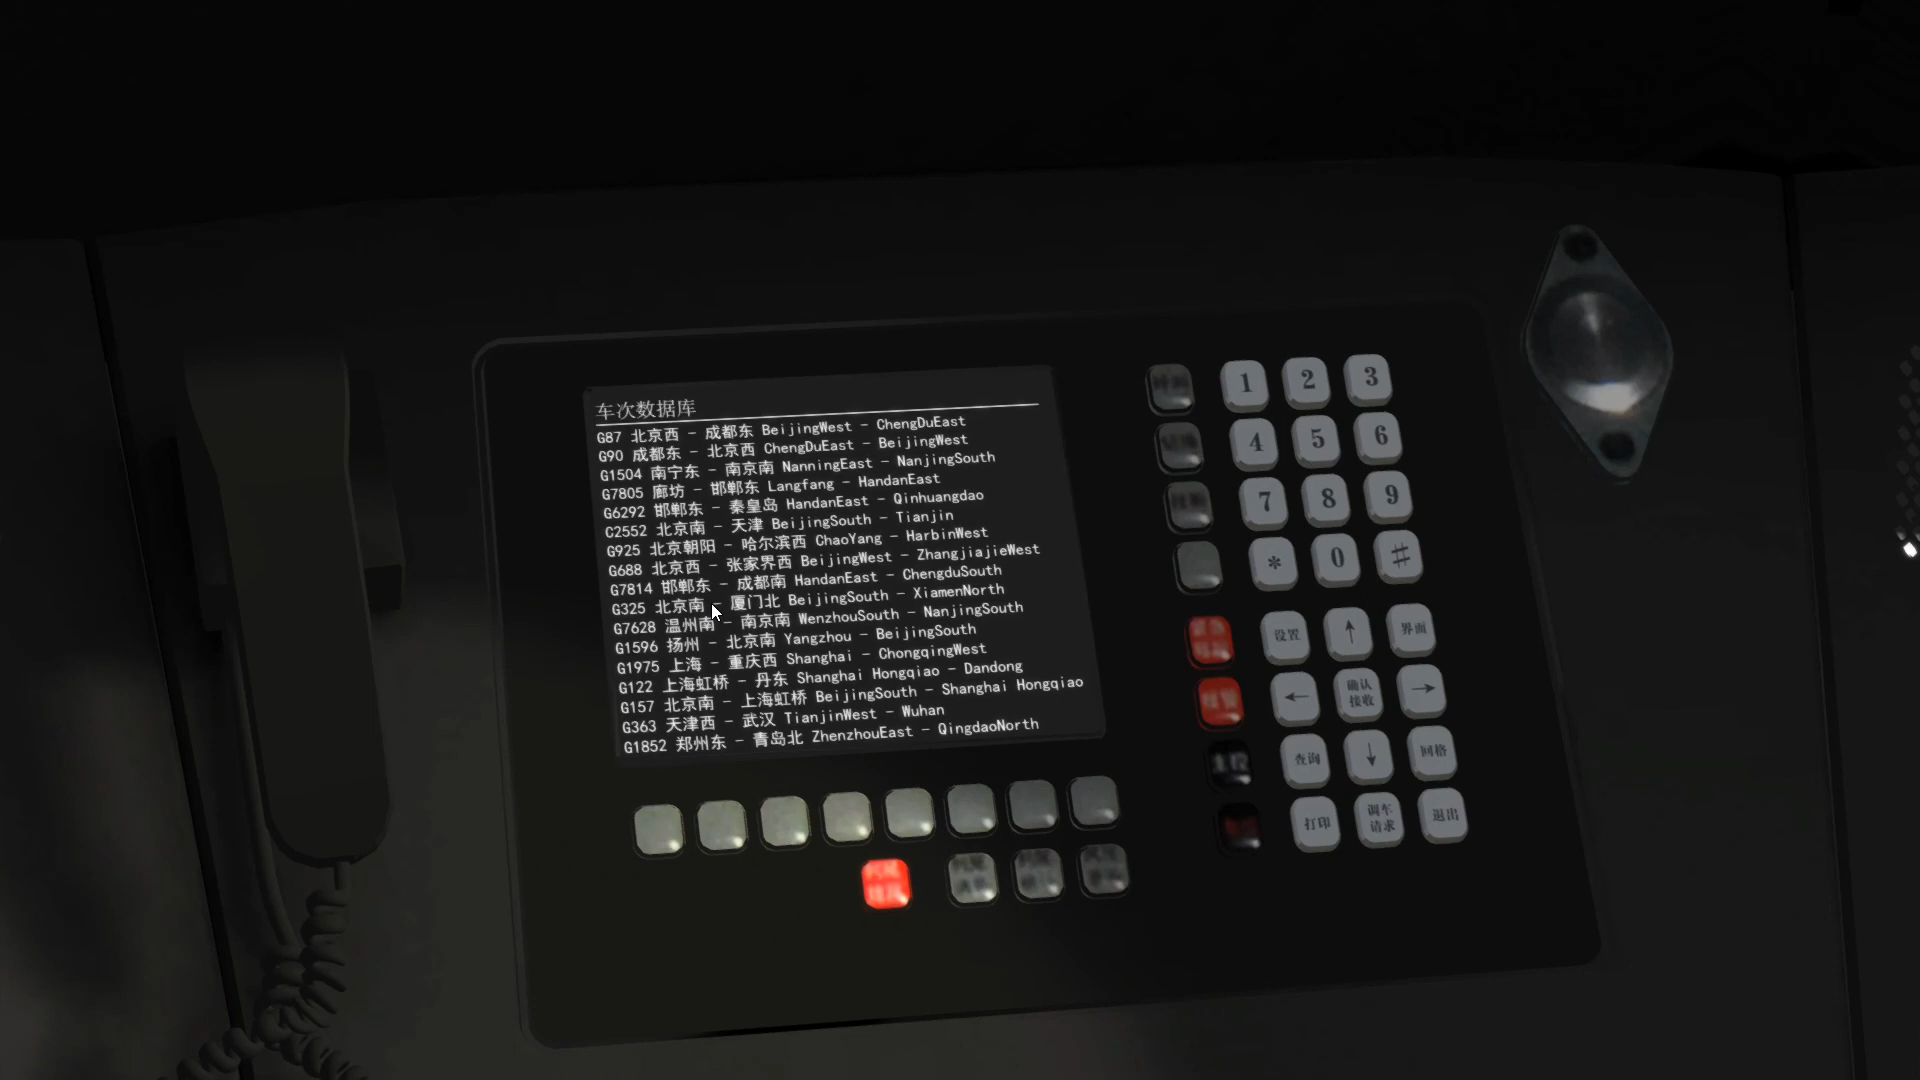 车次数据库
G87 北京西 - 成都东 BeijingWest - ChengDuEast
G90 成都东 - 北京西 ChengDuEast - BeijingWest
G1504 南宁东 - 南京南 NanningEast - NanjingSouth
G7805 廊坊 - 邯郸东 Langfang - HandanEast
G6292 邯郸东 - 秦皇岛 HandanEast - Qinhuangdao
C2552 北京南 - 天津 BeijingSouth - Tianjin
G925 北京朝阳 - 哈尔滨西 ChaoYang - HarbinWest
G688 北京西 - 张家界西 BeijingWest - ZhangjiajieWest
G7814 邯郸东 - 成都南 HandanEast - ChengduSouth
G325 北京南 - 厦门北 BeijingSouth - XiamenNorth
G7628 温州南 - 南京南 WenzhouSouth - NanjingSouth
G1596 扬州 - 北京南 Yangzhou - BeijingSouth
G1975 上海 - 重庆西 Shanghai - ChongqingWest
G122 上海虹桥 - 丹东 Shanghai Hongqiao - Dandong
G157 北京南 - 上海虹桥 BeijingSouth - Shanghai Hongqiao
G363 天津西 - 武汉 TianjinWest - Wuhan
G1852 郑州东 - 青岛北 ZhenzhouEast - QingdaoNorth
1 2 3
4 5 6
7 8 9
* 0 #
设置 ↑ 界面
← 确认 →
接收
查询 ↓ 回格
打印 调车 退出
请求